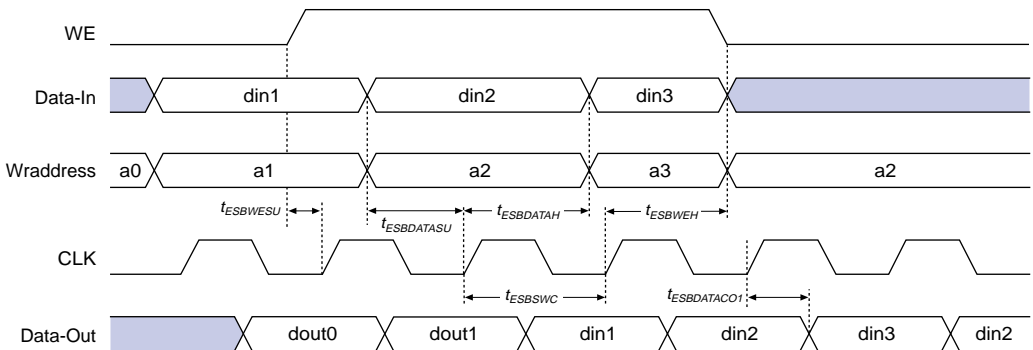 WE
Data-In din1 din2 din3
Wraddress a0 a1 a2 a3 a2
tESBWESU tESBDATASU tESBDATAH tESBWEH
CLK
tESBSWC tESBDATACO1
Data-Out dout0 dout1 din1 din2 din3 din2